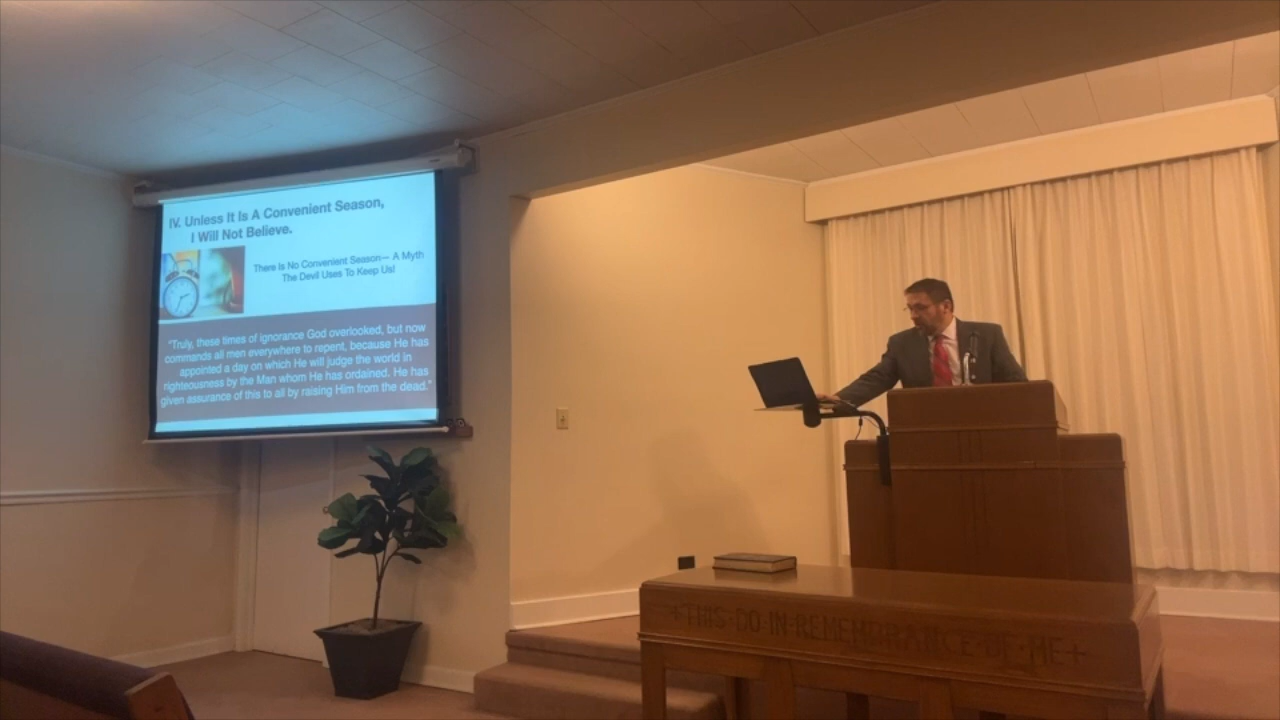 IV. Unless It Is A Convenient Season,
I Will Not Believe.
There Is No Convenient Season— A Myth
The Devil Uses To Keep Us!
"Truly, these times of ignorance God overlooked, but now
commands all men everywhere to repent, because He has
appointed a day on which He will judge the world in
righteousness by the Man whom He has ordained. He has
given assurance of this to all by raising Him from the dead."
+THIS·DO·IN·REMEMBRANCE·OF·ME+